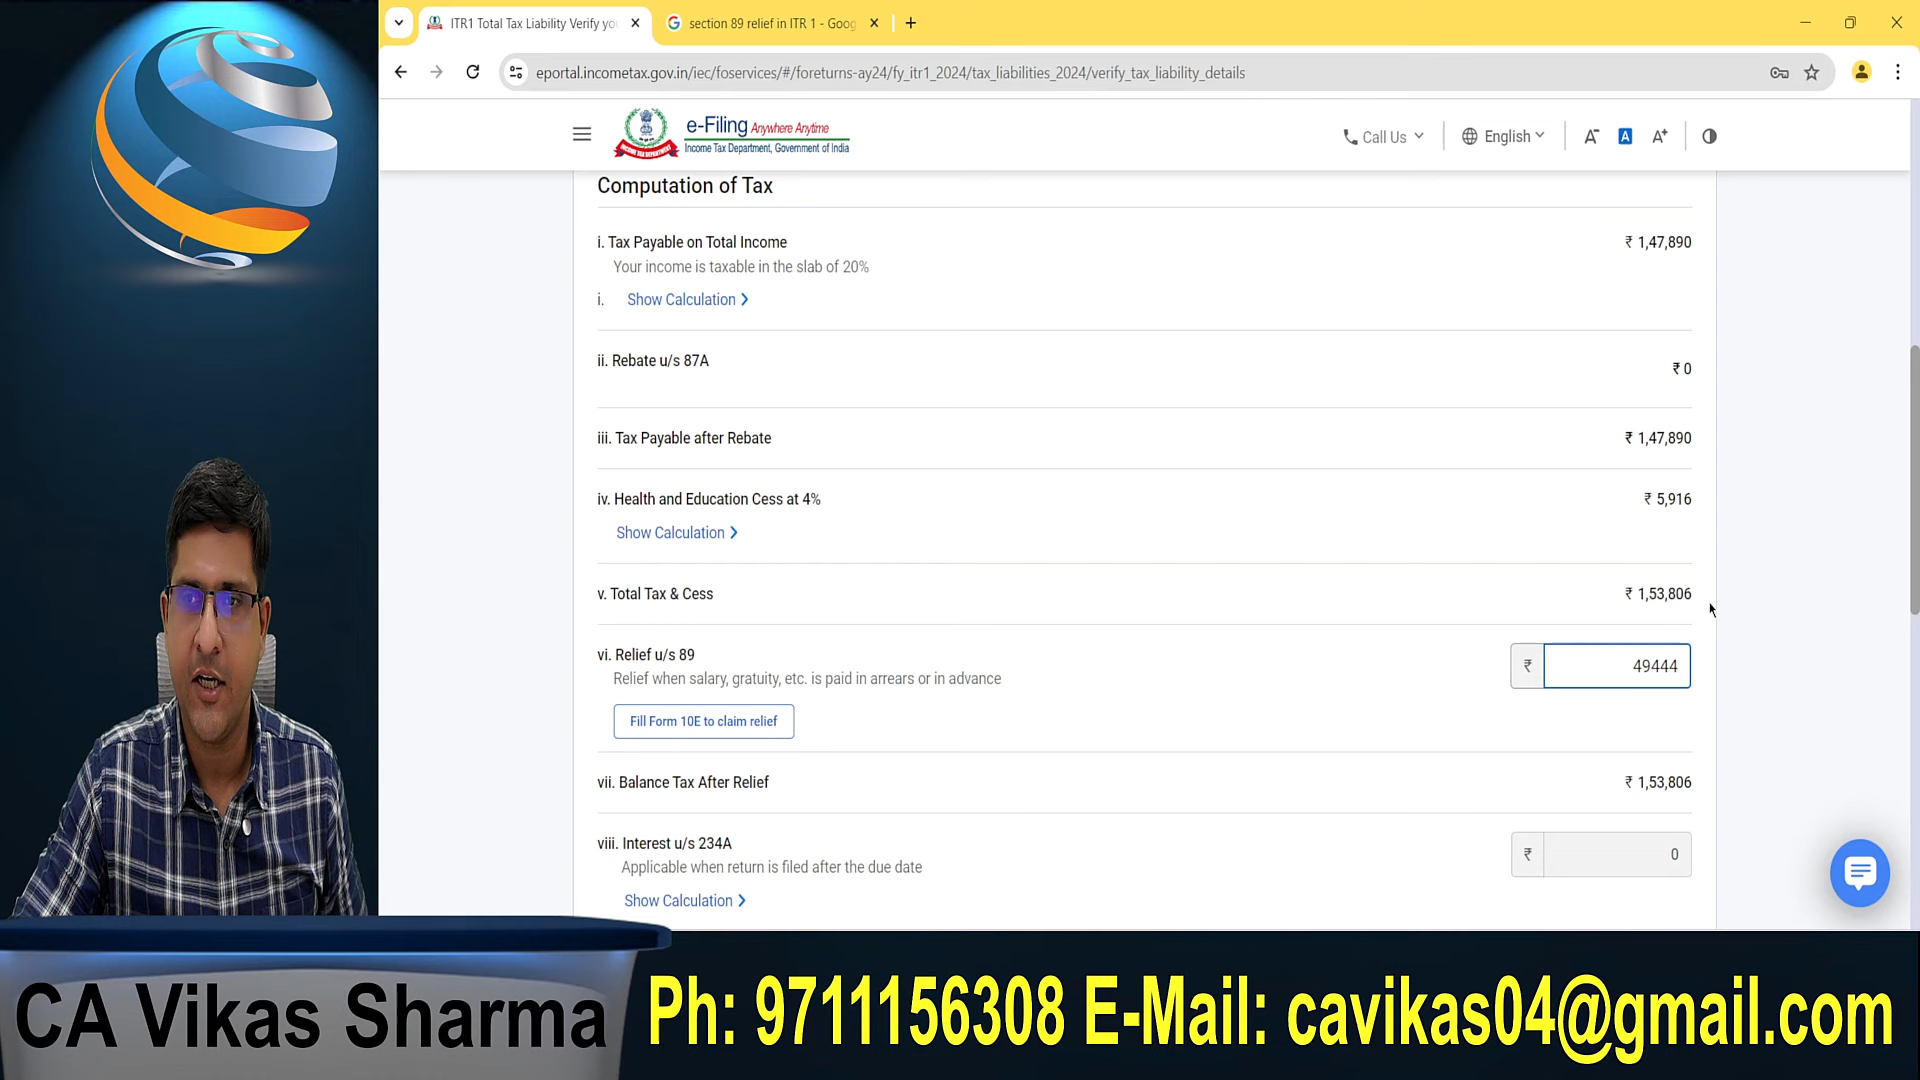 ITR1 Total Tax Liability Verify yo
section 89 relief in ITR 1 - Goog
eportal.incometax.gov.in/iec/foservices/#/foreturns-ay24/fy_itr1_2024/tax_liabilities_2024/verify_tax_liability_details
e-Filing Anywhere Anytime
Income Tax Department, Government of India
Call Us
English
A- A A+
Computation of Tax
i. Tax Payable on Total Income ₹ 1,47,890
Your income is taxable in the slab of 20%
i. Show Calculation
ii. Rebate u/s 87A ₹ 0
iii. Tax Payable after Rebate ₹ 1,47,890
iv. Health and Education Cess at 4% ₹ 5,916
Show Calculation
v. Total Tax & Cess ₹ 1,53,806
vi. Relief u/s 89 ₹ 49444
Relief when salary, gratuity, etc. is paid in arrears or in advance
Fill Form 10E to claim relief
vii. Balance Tax After Relief ₹ 1,53,806
viii. Interest u/s 234A ₹ 0
Applicable when return is filed after the due date
Show Calculation
CA Vikas Sharma
Ph: 9711156308 E-Mail: cavikas04@gmail.com